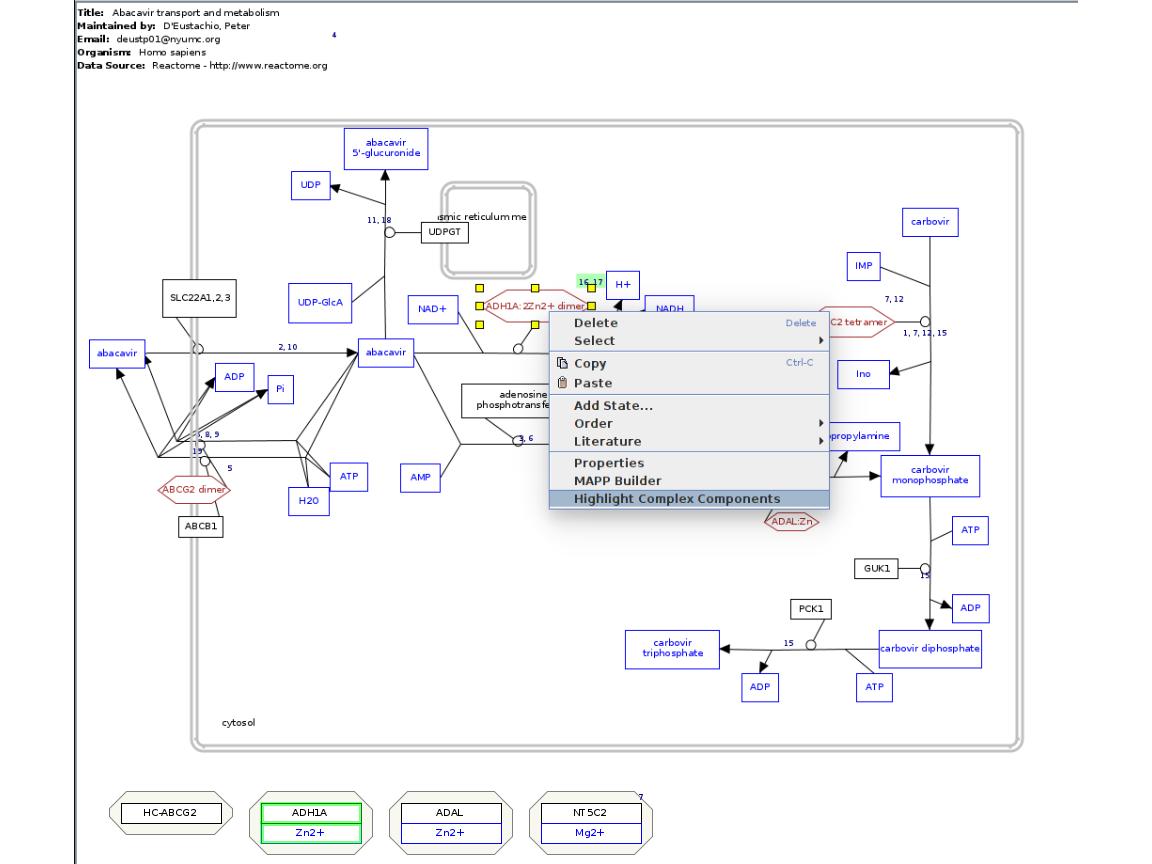 Title: Abacavir transport and metabolism
Maintained by: D'Eustachio, Peter
Email: deustp01@nyumc.org
4
Organism: Homo sapiens
Data Source: Reactome - http://www.reactome.org
abacavir
5'-glucuronide
UDP
11, 18
smic reticulum me
UDPGT
carbovir
IMP
7, 12
SLC22A1,2,3
UDP-GlcA
NAD+
ADH1A:2Zn2+ dimer
16,17
H+
NADH
C2 tetramer
1, 7, 12, 15
abacavir
2, 10
abacavir
ADP
Pi
Ino
adenosine
phosphotransfe
3, 6
opropylamine
8, 9
5
ABCG2 dimer
ABCB1
H20
ATP
AMP
carbovir
monophosphate
ADAL:Zn
ATP
GUK1
15
ADP
PCK1
15
carbovir
triphosphate
carbovir diphosphate
ADP
ATP
cytosol
Delete Delete
Select
Copy Ctrl-C
Paste
Add State...
Order
Literature
Properties
MAPP Builder
Highlight Complex Components
HC-ABCG2
ADH1A
Zn2+
ADAL
Zn2+
7
NT5C2
Mg2+